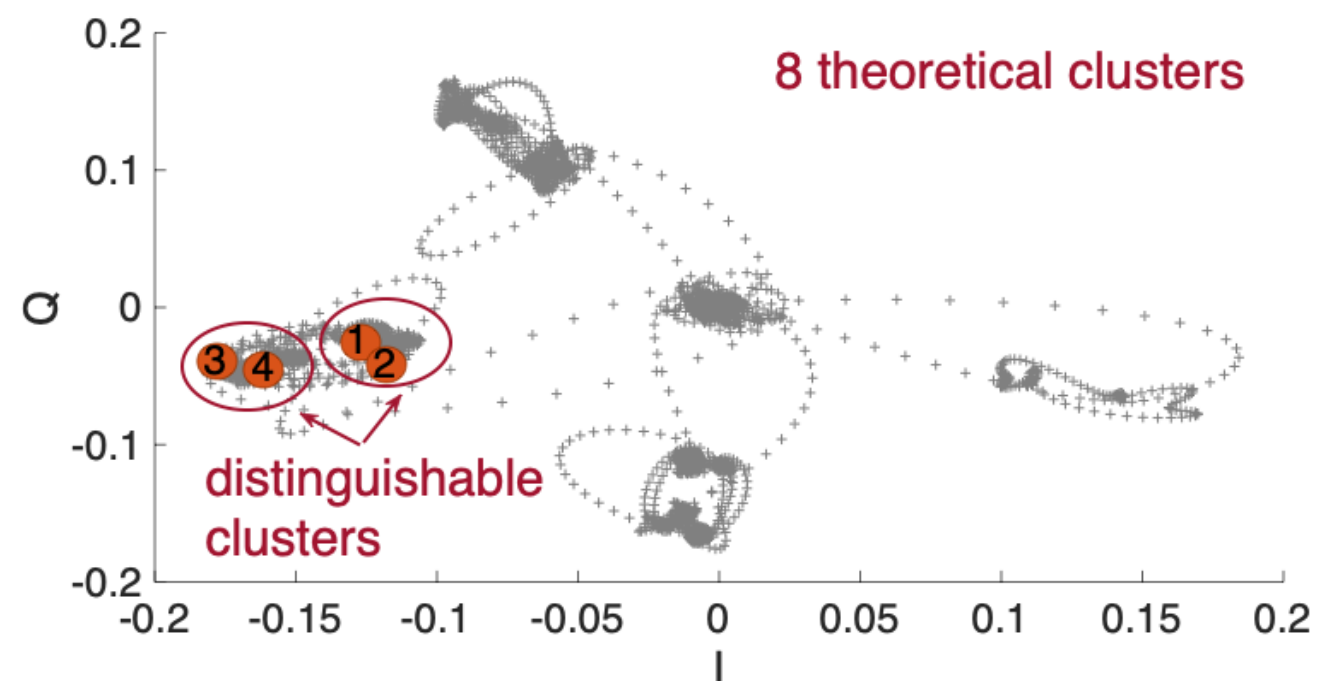 0.2
8 theoretical clusters
0.1
Q
0
1
3 4 2
-0.1
distinguishable
clusters
-0.2
-0.2 -0.15 -0.1 -0.05 0 0.05 0.1 0.15 0.2
I